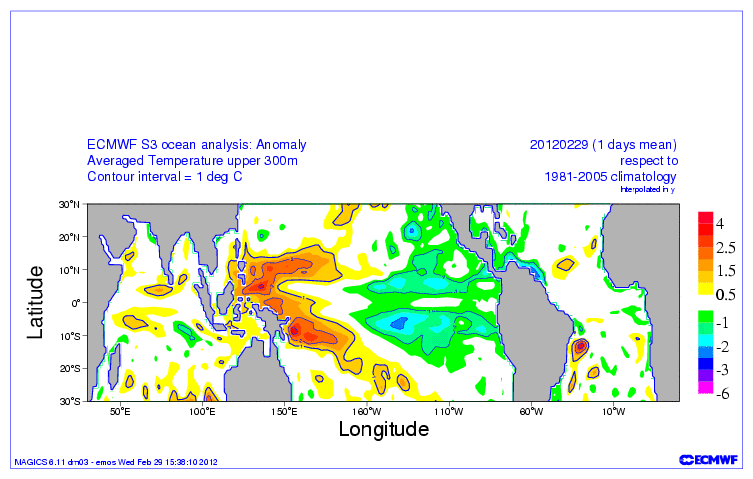 ECMWF S3 ocean analysis: Anomaly
Averaged Temperature upper 300m
Contour interval = 1 deg C
20120229 (1 days mean)
respect to
1981-2005 climatology
Interpolated in y
30°N
20°N
10°N
0°
10°S
20°S
30°S
Latitude
50°E 100°E 150°E 160°W 110°W 60°W 10°W
Longitude
4
2.5
1.5
0.5
-1
-2
-3
-6
MAGICS 6.11 dm03 - emos Wed Feb 29 15:38:10 2012
ECMWF